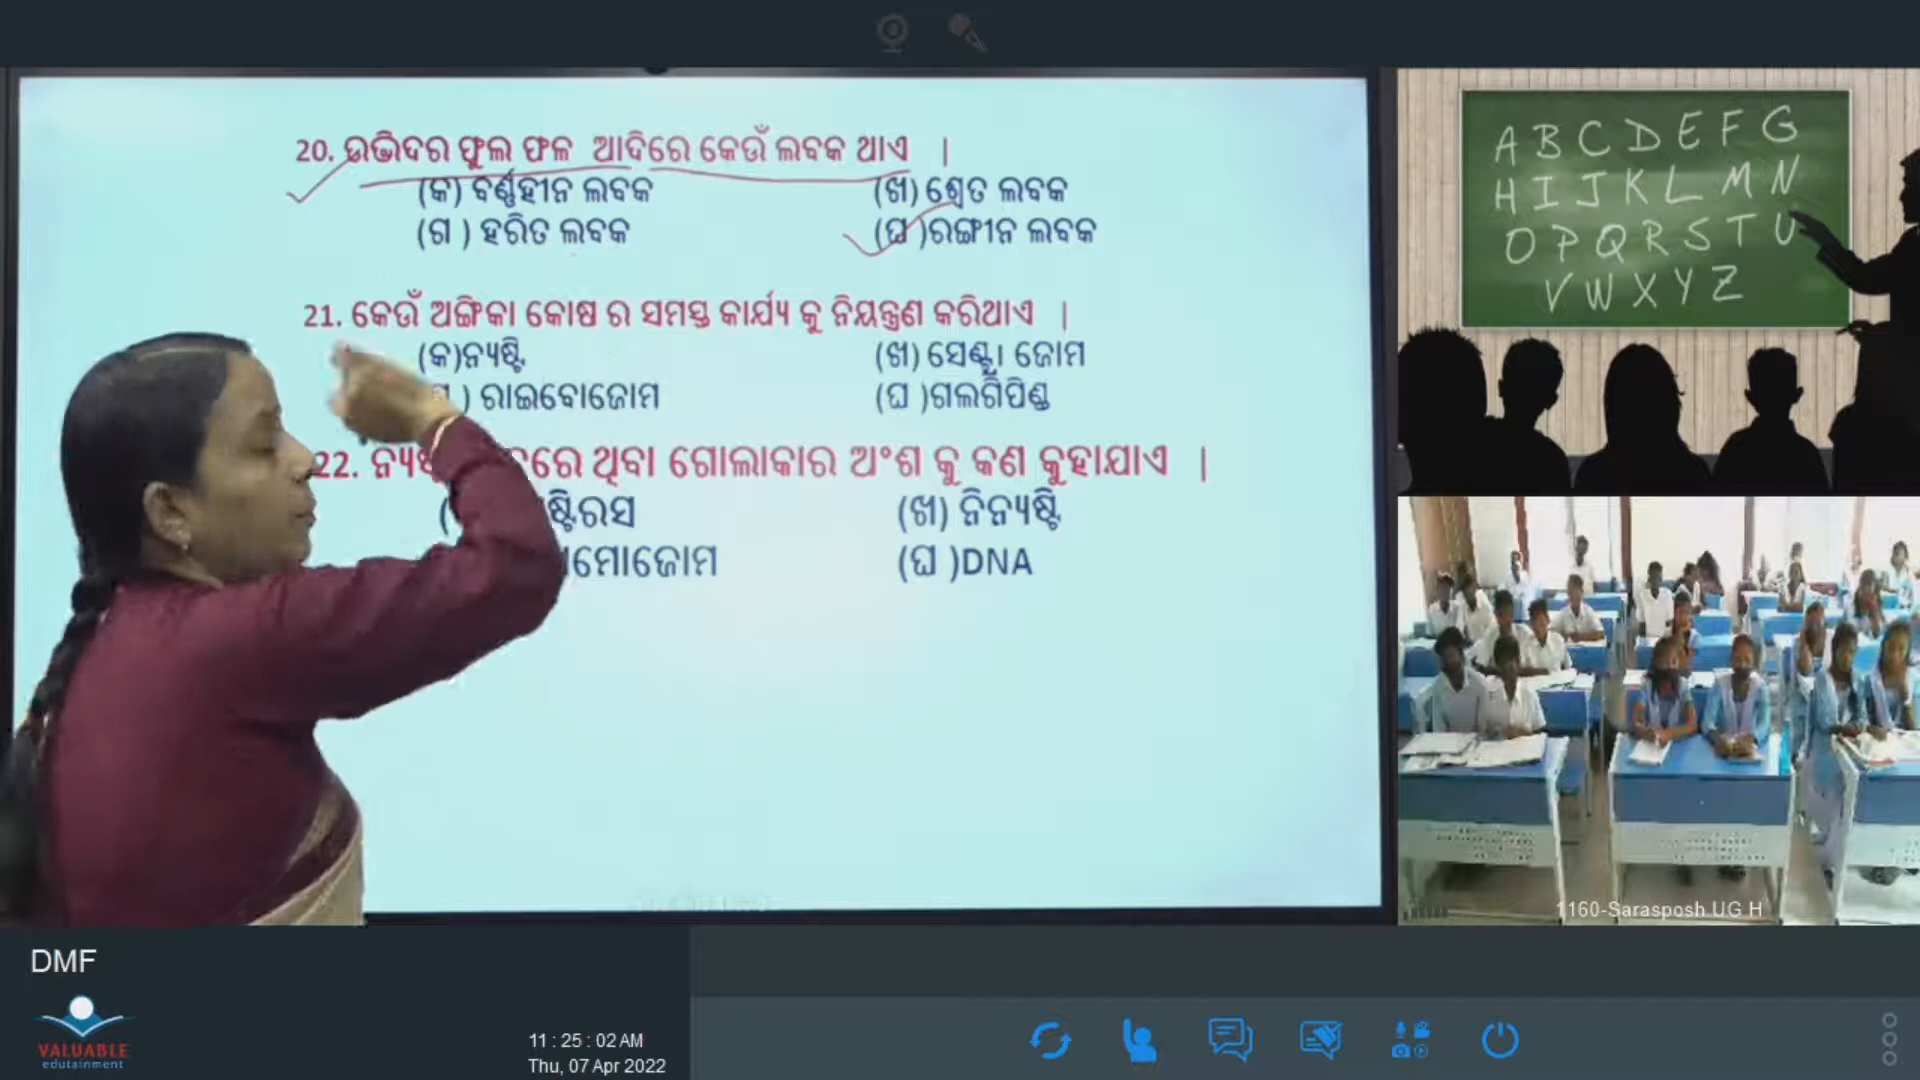 20. ଉଦ୍ଭିଦର ଫୁଲ ଫଳ ଆଦିରେ କେଉଁ ଲବକ ଥାଏ |
(କ) ବର୍ଣ୍ଣହୀନ ଲବକ (ଖ) ଶ୍ୱେତ ଲବକ
(ଗ ) ହରିତ ଲବକ (ଘ )ରଙ୍ଗୀନ ଲବକ
21. କେଉଁ ଅଙ୍ଗିକା କୋଷ ର ସମସ୍ତ କାର୍ଯ୍ୟ କୁ ନିୟନ୍ତ୍ରଣ କରିଥାଏ |
(କ)ନ୍ୟଷ୍ଟି (ଖ) ସେଣ୍ଟ୍ରା ଜୋମ
) ରାଇବୋଜୋମ (ଘ )ଗଲଗିପିଣ୍ଡ
22. ଥିବା ଗୋଲାକାର ଅଂଶ କୁ କଣ କୁହାଯାଏ |
(ଖ) ନିନ୍ୟଷ୍ଟି
(ଘ )DNA
A B C D E F G
H I J K L M N
O P Q R S T U
V W X Y Z
1160-Sarasposh UG H
DMF
VALUABLE
edutainment
11 : 25 : 02 AM
Thu, 07 Apr 2022